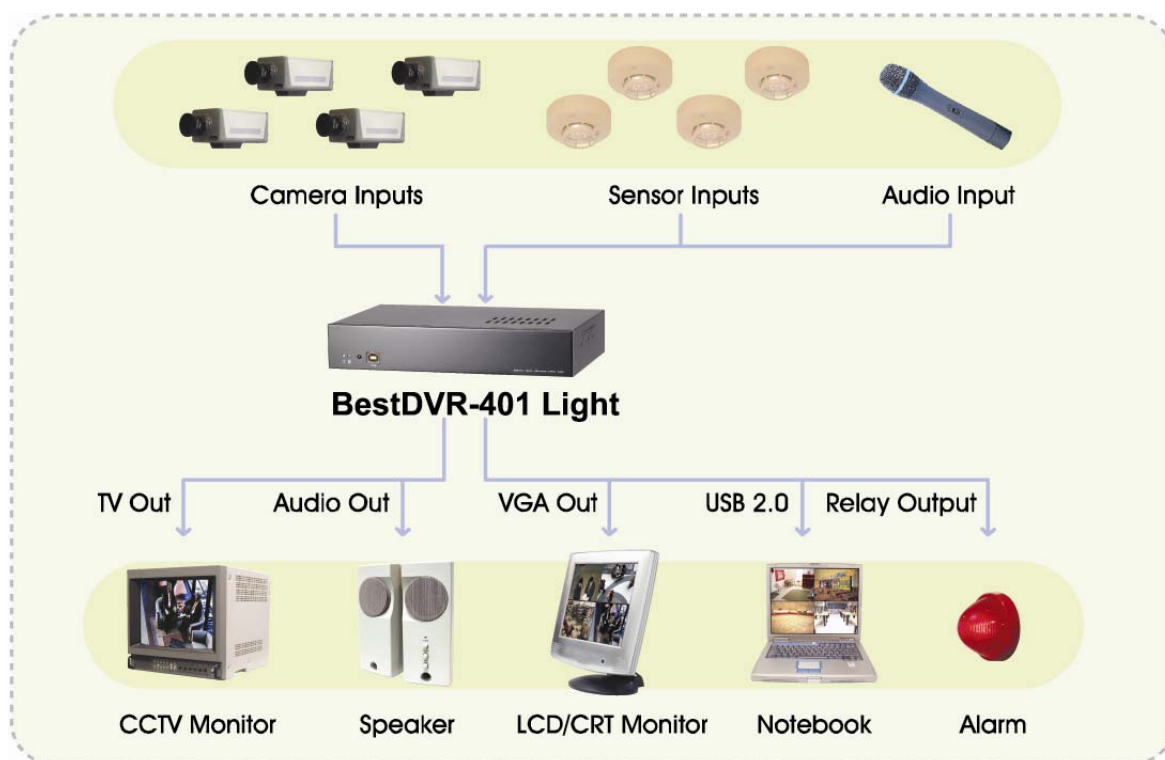 Camera Inputs
Sensor Inputs
Audio Input
BestDVR-401 Light
TV Out
Audio Out
VGA Out
USB 2.0
Relay Output
CCTV Monitor
Speaker
LCD/CRT Monitor
Notebook
Alarm